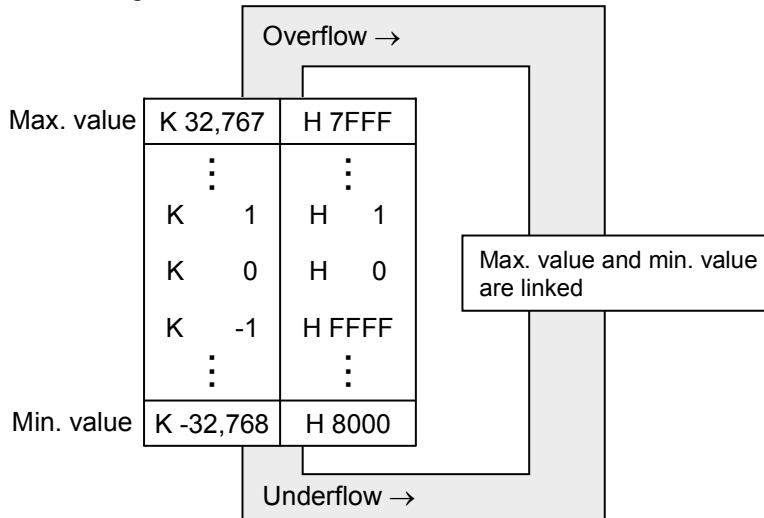 Overflow →
Max. value K 32,767 H 7FFF
⋮ ⋮
K 1 H 1
K 0 H 0
Max. value and min. value
are linked
K -1 H FFFF
⋮ ⋮
Min. value K -32,768 H 8000
Underflow →